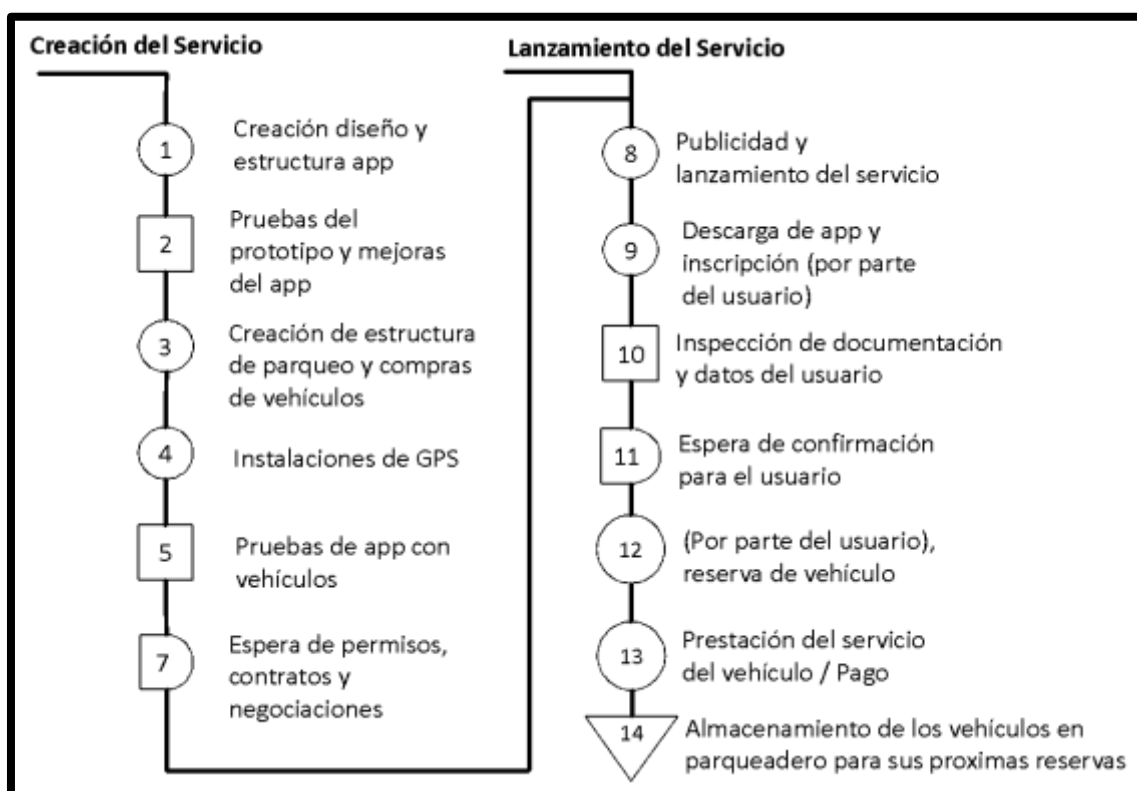 Creación del Servicio
1
Creación diseño y
estructura app
2
Pruebas del
prototipo y mejoras
del app
3
Creación de estructura
de parqueo y compras
de vehículos
4
Instalaciones de GPS
5
Pruebas de app con
vehículos
7
Espera de permisos,
contratos y
negociaciones
Lanzamiento del Servicio
8
Publicidad y
lanzamiento del servicio
9
Descarga de app y
inscripción (por parte
del usuario)
10
Inspección de documentación
y datos del usuario
11
Espera de confirmación
para el usuario
12
(Por parte del usuario),
reserva de vehículo
13
Prestación del servicio
del vehículo / Pago
14
Almacenamiento de los vehículos en
parqueadero para sus proximas reservas